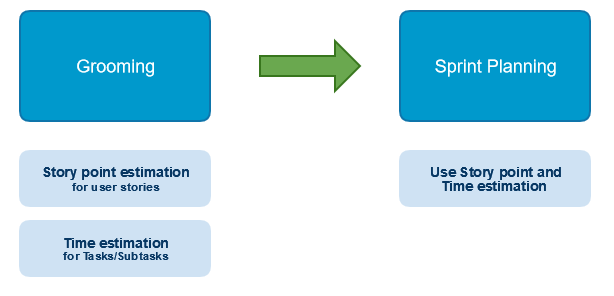 Grooming
Sprint Planning
Story point estimation
for user stories
Use Story point and
Time estimation
Time estimation
for Tasks/Subtasks